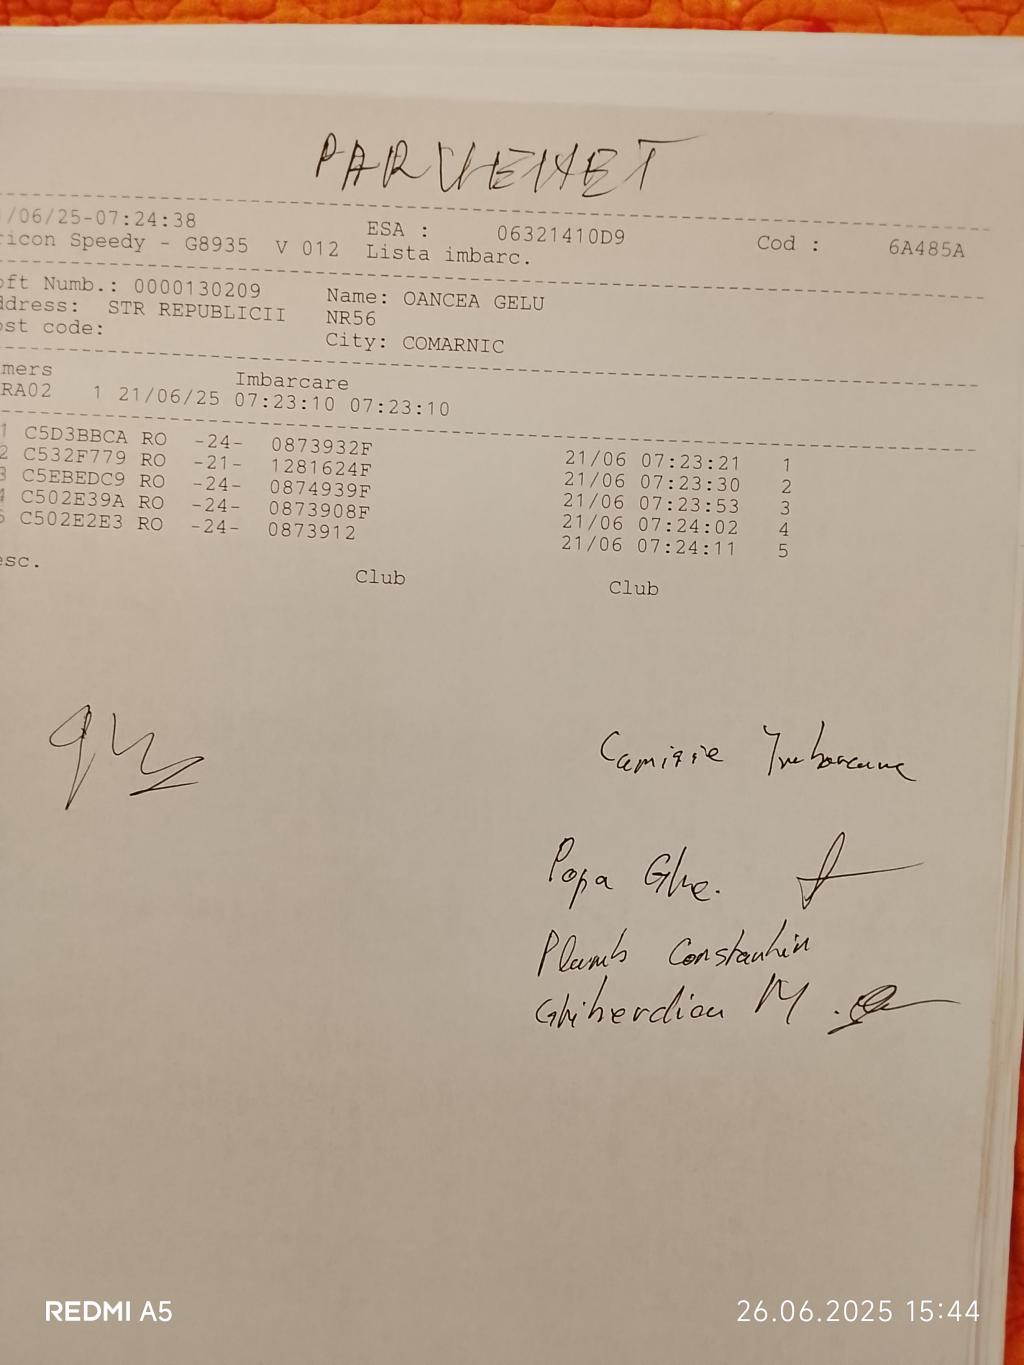 PARCHEHET
/06/25-07:24:38 ESA : 06321410D9 Cod : 6A485A
ricon Speedy - G8935 V 012 Lista imbarc.
oft Numb.: 0000130209 Name: OANCEA GELU
ddress: STR REPUBLICII NR56
ost code: City: COMARNIC
mers Imbarcare
RA02 1 21/06/25 07:23:10 07:23:10
1 C5D3BBCA RO -24- 0873932F 21/06 07:23:21 1
2 C532F779 RO -21- 1281624F 21/06 07:23:30 2
3 C5EBEDC9 RO -24- 0874939F 21/06 07:23:53 3
4 C502E39A RO -24- 0873908F 21/06 07:24:02 4
5 C502E2E3 RO -24- 0873912 21/06 07:24:11 5
esc. Club Club
Camisie Imbarcare
Popa Ghe.
Plumb Constantin
Ghiherdian M.
REDMI A5 26.06.2025 15:44